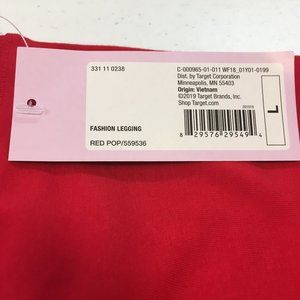 331 11 0238
C-000965-01-011 WF18_01Y01-0199
Dist. by Target Corporation
Minneapolis, MN 55403
Origin: Vietnam
©2019 Target Brands, Inc.
Shop Target.com
L
FASHION LEGGING
RED POP/559536
8 29576 29549 4